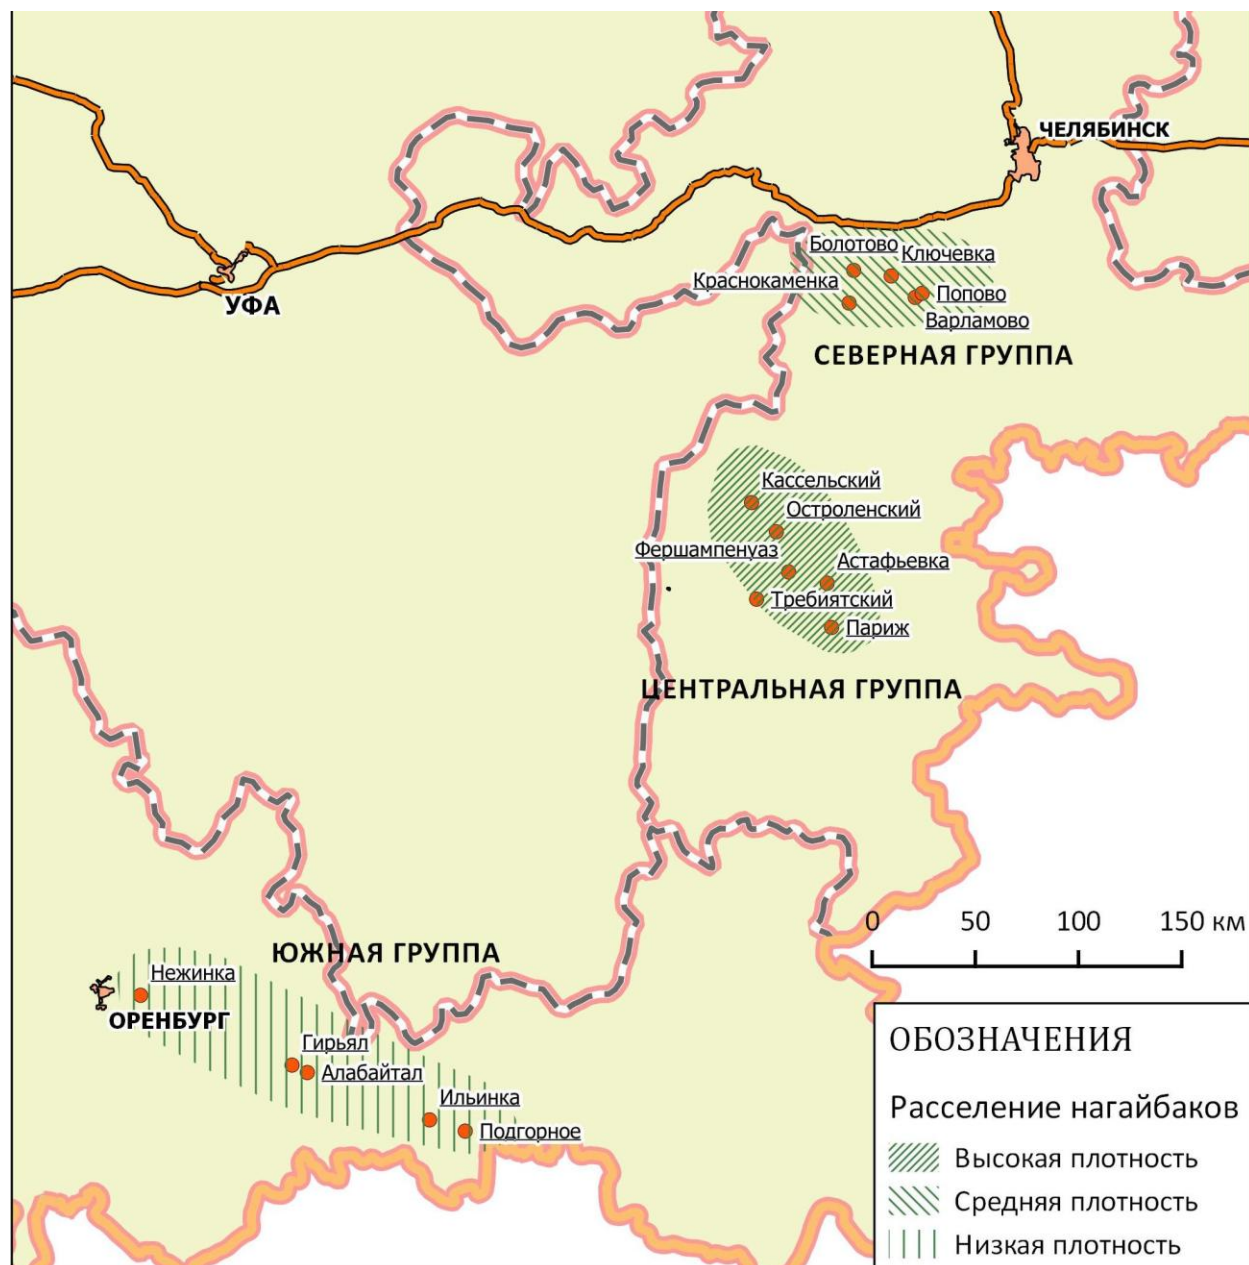 ЧЕЛЯБИНСК
УФА
Болотово
Ключевка
Краснокаменка
Попово
Варламово
СЕВЕРНАЯ ГРУППА
Кассельский
Остроленский
Фершампенуаз
Астафьевка
Требиятский
Париж
ЦЕНТРАЛЬНАЯ ГРУППА
0 50 100 150 км
ЮЖНАЯ ГРУППА
Нежинка
ОРЕНБУРГ
Гирьял
Алабайтал
Ильинка
Подгорное
ОБОЗНАЧЕНИЯ
Расселение нагайбаков
Высокая плотность
Средняя плотность
Низкая плотность